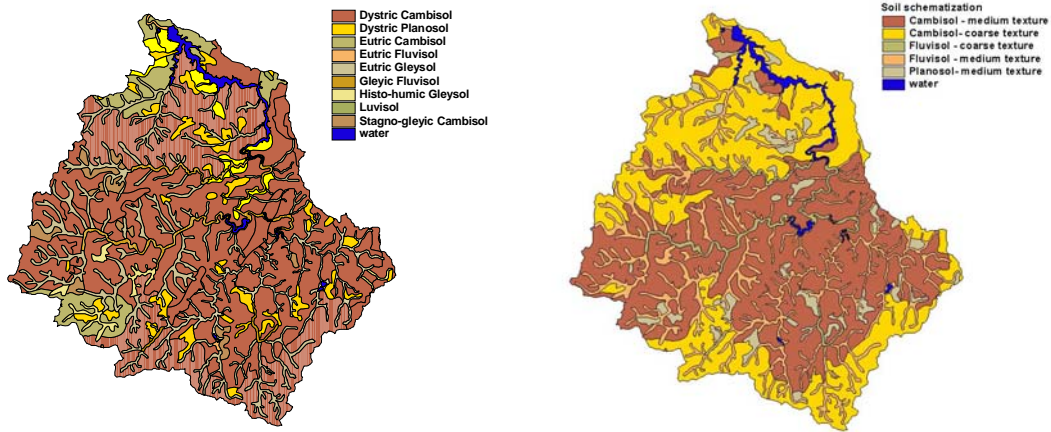 Dystric Cambisol
Dystric Planosol
Eutric Cambisol
Eutric Fluvisol
Eutric Gleysol
Gleyic Fluvisol
Histo-humic Gleysol
Luvisol
Stagno-gleyic Cambisol
water
Soil schematization
Cambisol - medium texture
Cambisol- coarse texture
Fluvisol - coarse texture
Fluvisol - medium texture
Planosol- medium texture
water